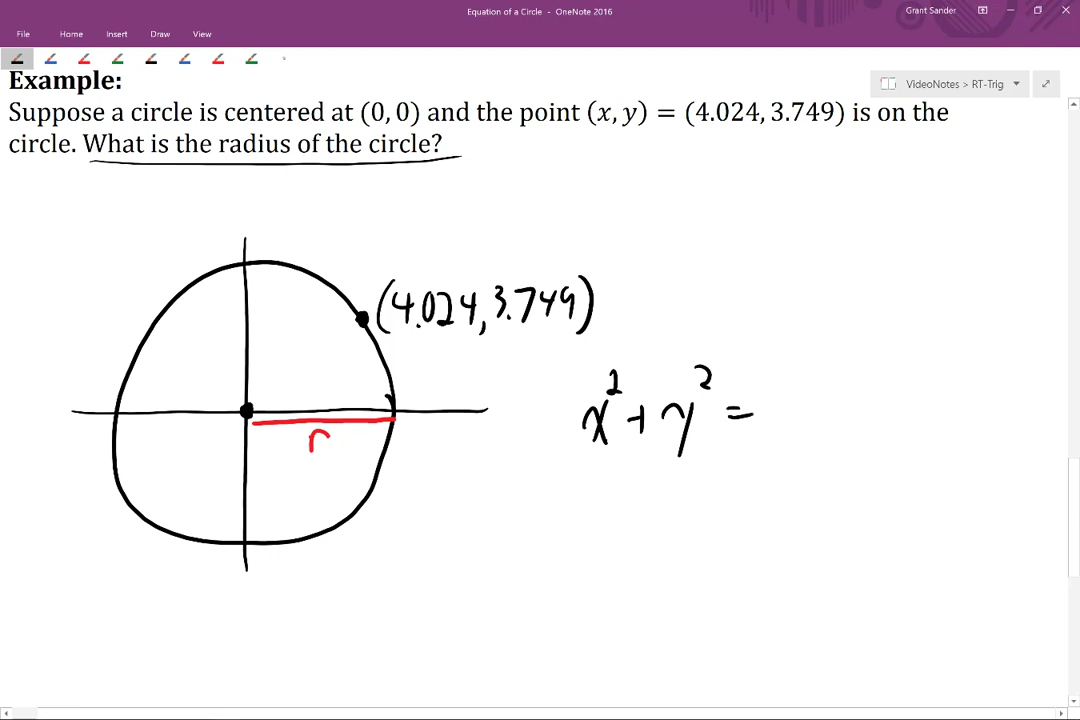 Equation of a Circle - OneNote 2016
Grant Sander
File Home Insert Draw View
VideoNotes > RT-Trig
Example:
Suppose a circle is centered at (0, 0) and the point (x, y) = (4.024, 3.749) is on the
circle. What is the radius of the circle?
(4.024, 3.749)
x² + y² =
r